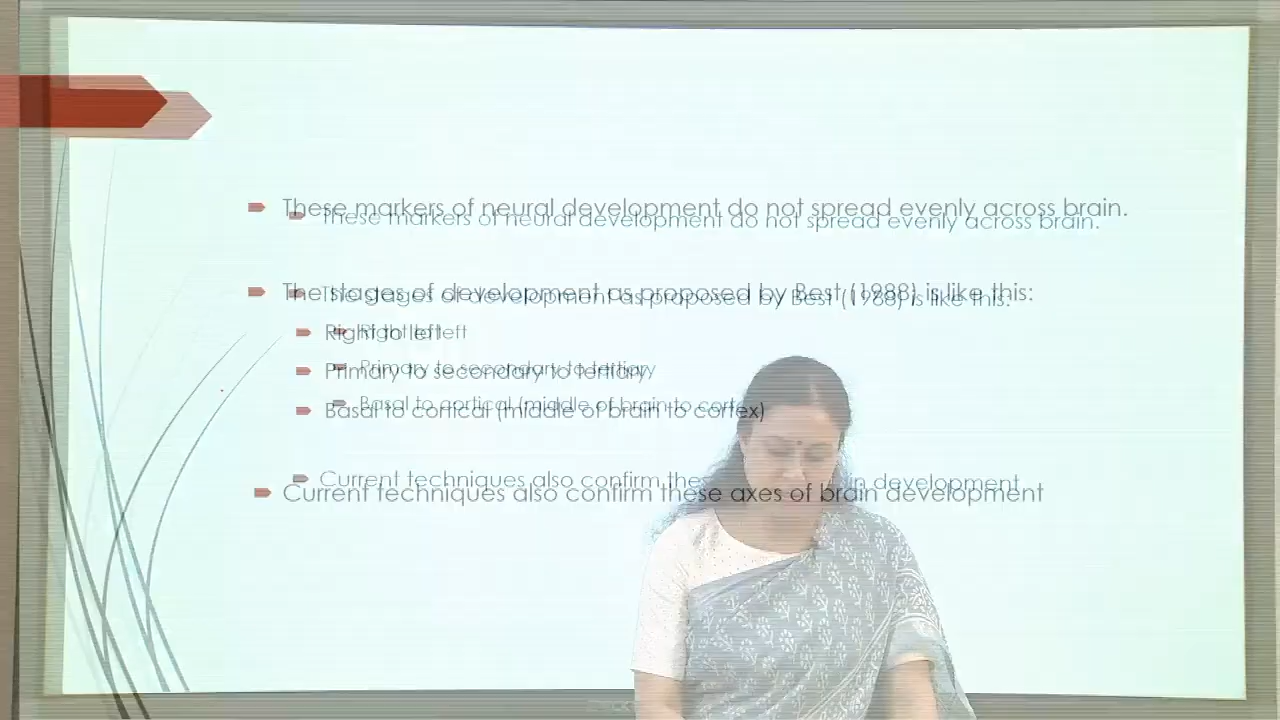 These markers of neural development do not spread evenly across brain.
The stages of development as proposed by Best (1988) is like this:
Right to left
Primary to secondary to tertiary
Basal to cortical (middle of brain to cortex)
Current techniques also confirm these axes of brain development